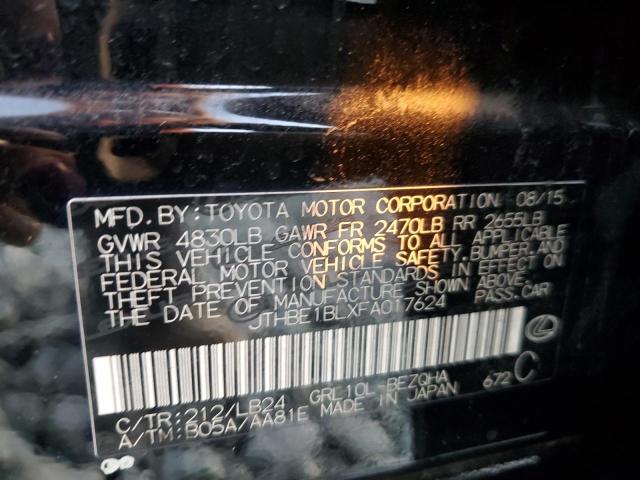 MFD. BY: TOYOTA MOTOR CORPORATION 08/15
GVWR 4830LB GAWR FR 2470LB RR 2655LB
THIS VEHICLE CONFORMS TO ALL APPLICABLE
FEDERAL MOTOR VEHICLE SAFETY, BUMPER, AND
THEFT PREVENTION STANDARDS IN EFFECT ON
THE DATE OF MANUFACTURE SHOWN ABOVE.
JTHBE1BLXFA017624 PASS.CAR
C/TR:212/LB24 GRL10L-BEZQHA 672 C
A/TM:B05A/AA81E MADE IN JAPAN